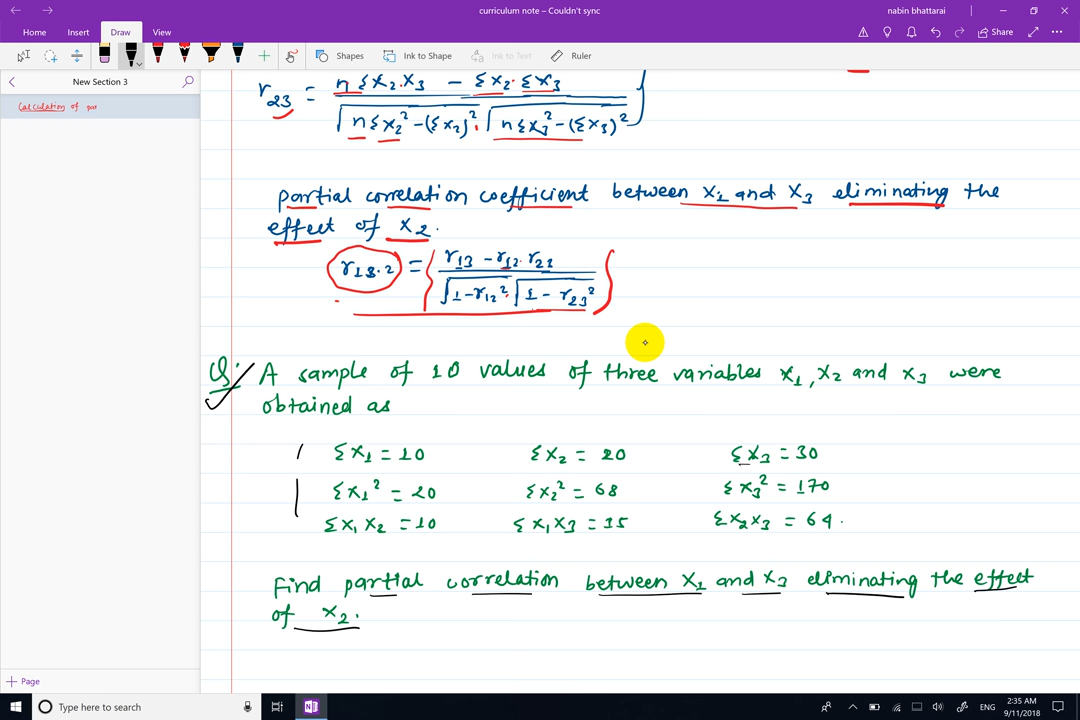 curriculum note – Couldn't sync
nabin bhattarai
Home Insert Draw View
Share
Shapes Ink to Shape Ink to Text Ruler
New Section 3
Calculation of par
r₂₃ = n Σx₂.x₃ − Σx₂.Σx₃
√n Σx₂² − (Σx₂)² . √n Σx₃² − (Σx₃)²
partial correlation coefficient between x₁ and x₃ eliminating the
effect of x₂.
r₁₃.₂ = { r₁₃ − r₁₂. r₂₃
√1 − r₁₂² . √1 − r₂₃² }
Q: A sample of 10 values of three variables x₁, x₂ and x₃ were
obtained as
Σx₁ = 10 Σx₂ = 20 Σx₃ = 30
Σx₁² = 20 Σx₂² = 68 Σx₃² = 170
Σx₁x₂ = 10 Σx₁x₃ = 15 Σx₂x₃ = 64.
Find partial correlation between x₁ and x₃ eliminating the effect
of x₂.
+ Page
Type here to search
ENG
2:35 AM
9/11/2018